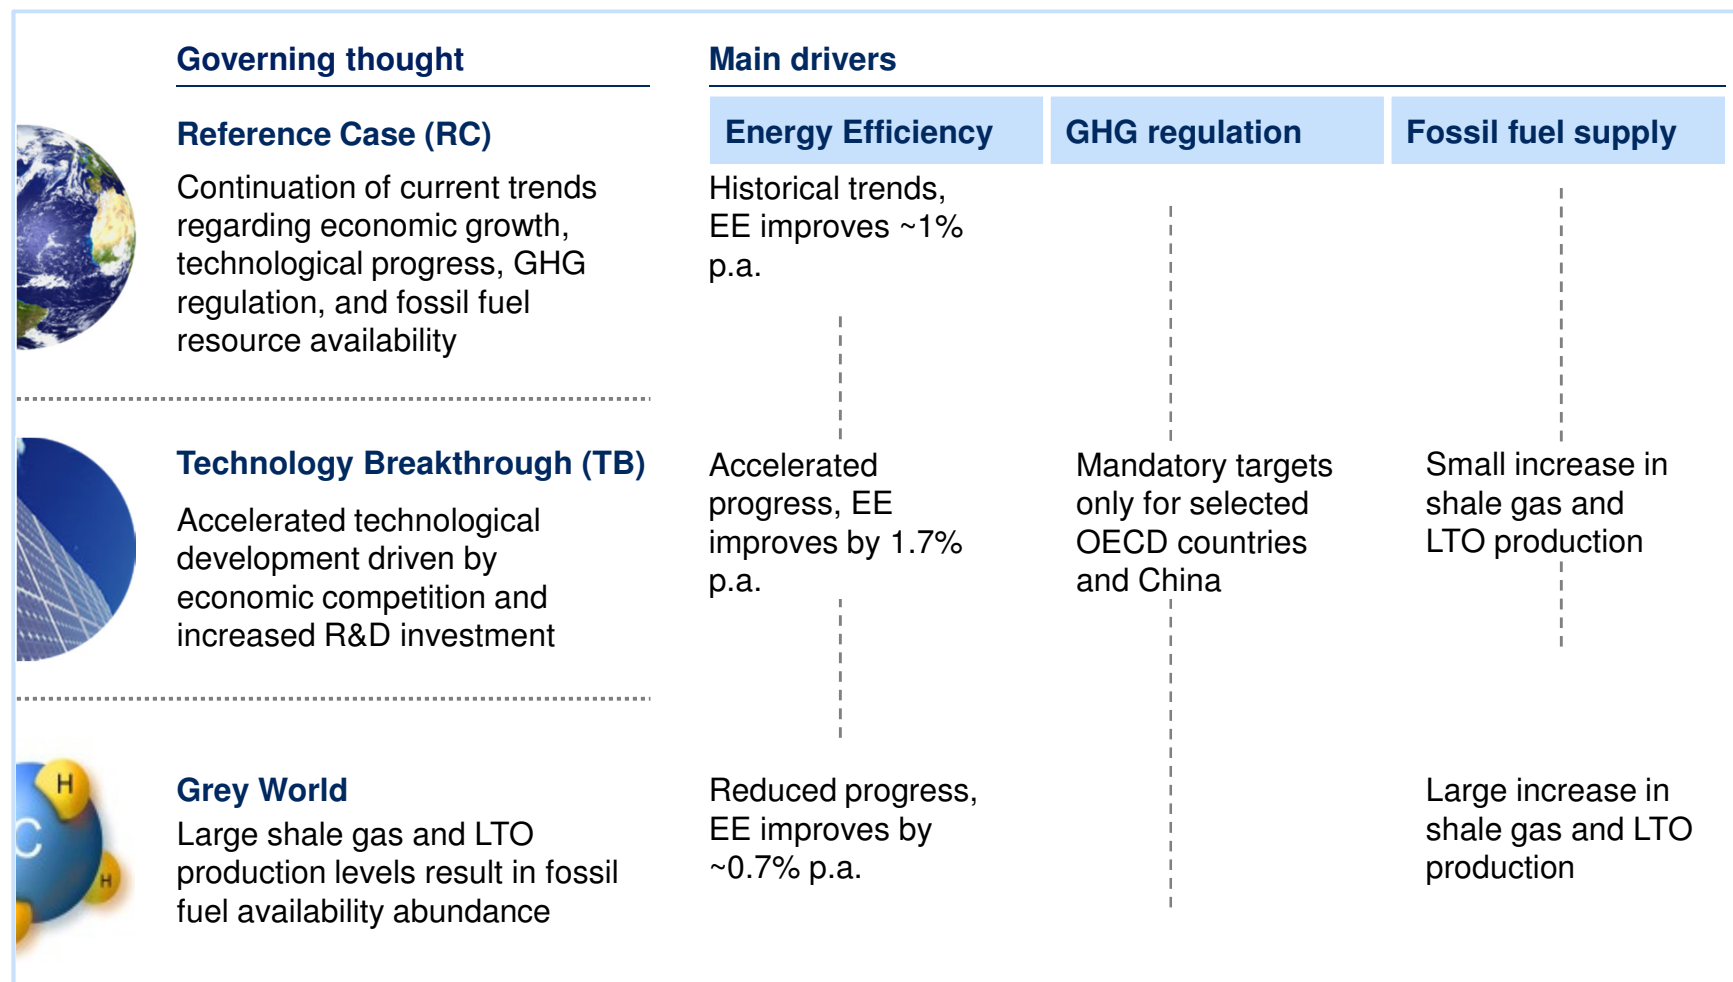 Governing thought
Main drivers
Energy Efficiency
GHG regulation
Fossil fuel supply
Reference Case (RC)
Continuation of current trends
regarding economic growth,
technological progress, GHG
regulation, and fossil fuel
resource availability
Historical trends,
EE improves ~1%
p.a.
Technology Breakthrough (TB)
Accelerated technological
development driven by
economic competition and
increased R&D investment
Accelerated
progress, EE
improves by 1.7%
p.a.
Mandatory targets
only for selected
OECD countries
and China
Small increase in
shale gas and
LTO production
H
C
H
Grey World
Large shale gas and LTO
production levels result in fossil
fuel availability abundance
Reduced progress,
EE improves by
~0.7% p.a.
Large increase in
shale gas and LTO
production